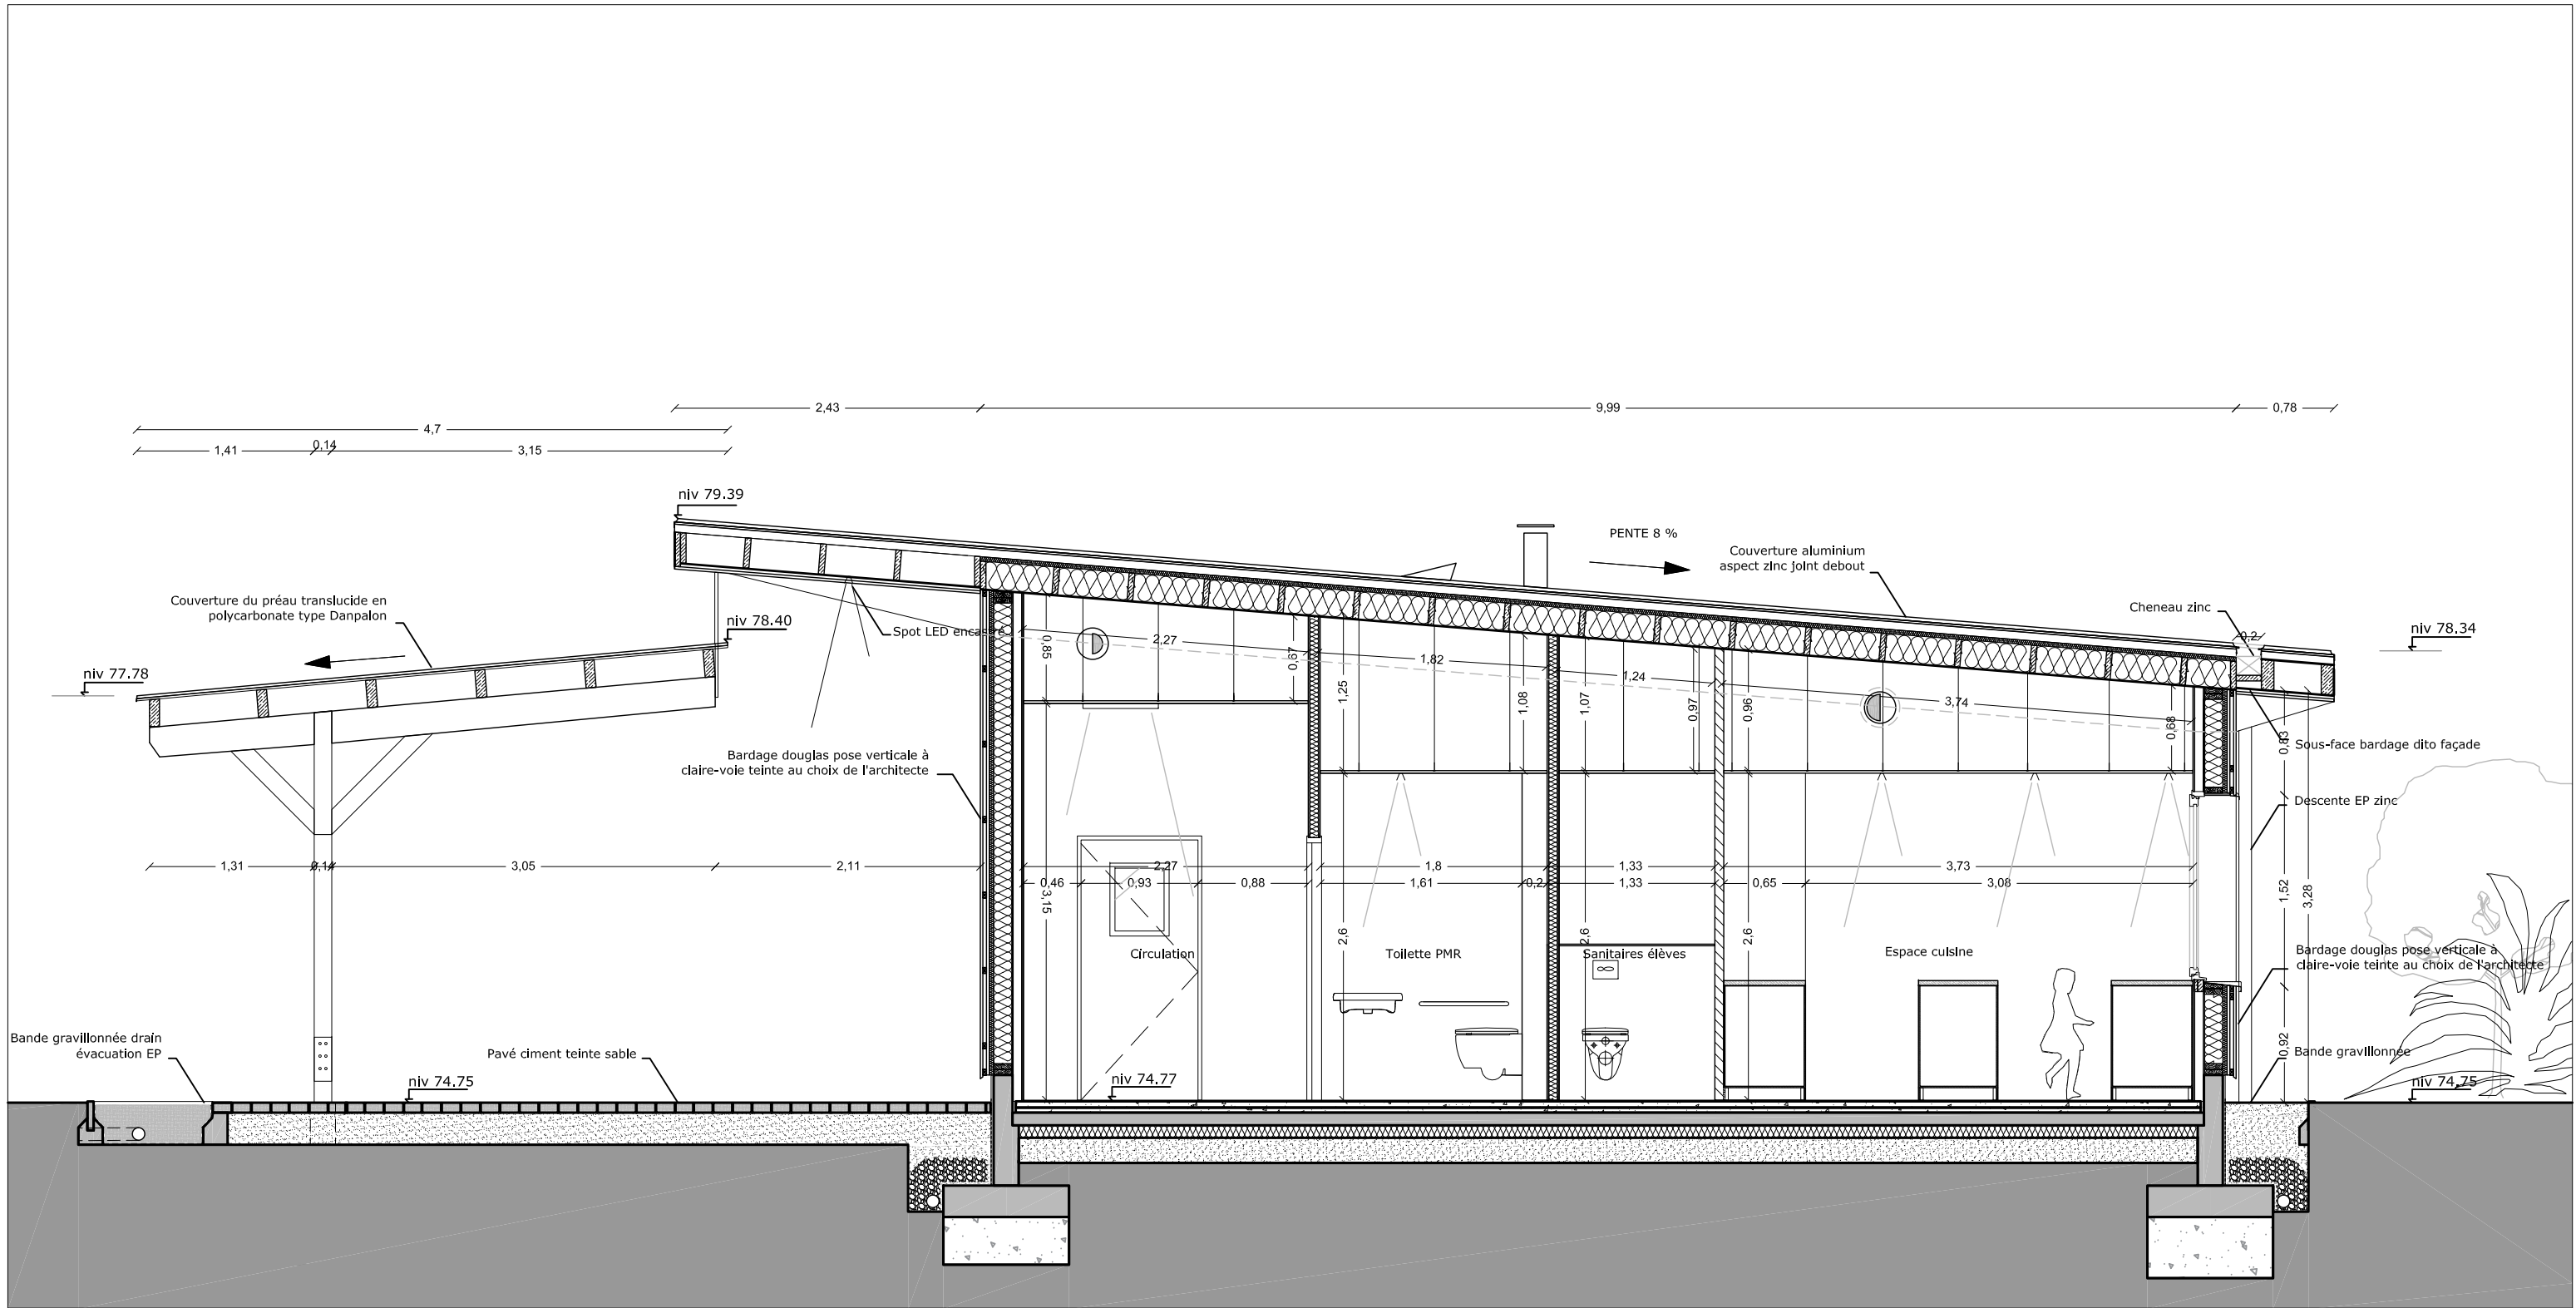 2,43
9,99
0,78
4,7
1,41
0,14
3,15
niv 79.39
PENTE 8 %
Couverture aluminium
aspect zinc joint debout
Couverture du préau translucide en
polycarbonate type Danpalon
Cheneau zinc
niv 78.40
Spot LED encastré
0,2
niv 78.34
niv 77.78
0,85
2,27
0,67
1,82
1,25
1,08
1,07
1,24
0,97
0,96
3,74
0,68
0,83
Sous-face bardage dito façade
Bardage douglas pose verticale à
claire-voie teinte au choix de l'architecte
Descente EP zinc
1,31
0,14
3,05
2,11
2,27
1,8
1,33
3,73
0,46
0,93
0,88
1,61
0,2
1,33
0,65
3,08
3,15
2,6
2,6
2,6
1,52
3,28
Circulation
Toilette PMR
Sanitaires élèves
Espace cuisine
Bardage douglas pose verticale à
claire-voie teinte au choix de l'architecte
Bande gravillonnée drain
évacuation EP
Pavé ciment teinte sable
0,92
Bande gravillonnée
niv 74.75
niv 74.77
niv 74.75